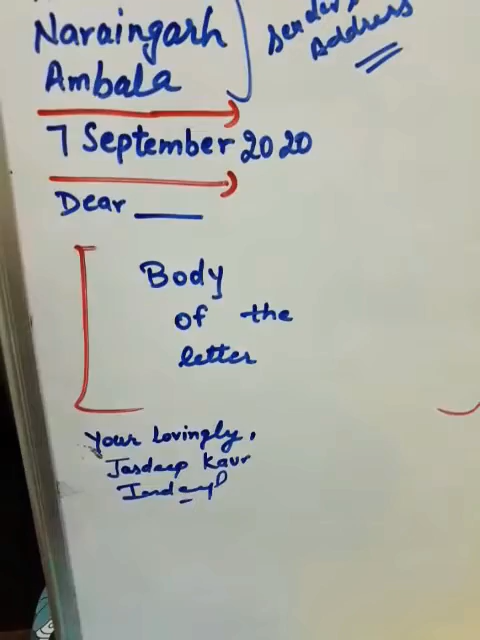 Sender's
Address
Naraingarh
Ambala
7 September 2020
Dear ____
Body
of the
letter
Your lovingly,
Jasdeep Kaur